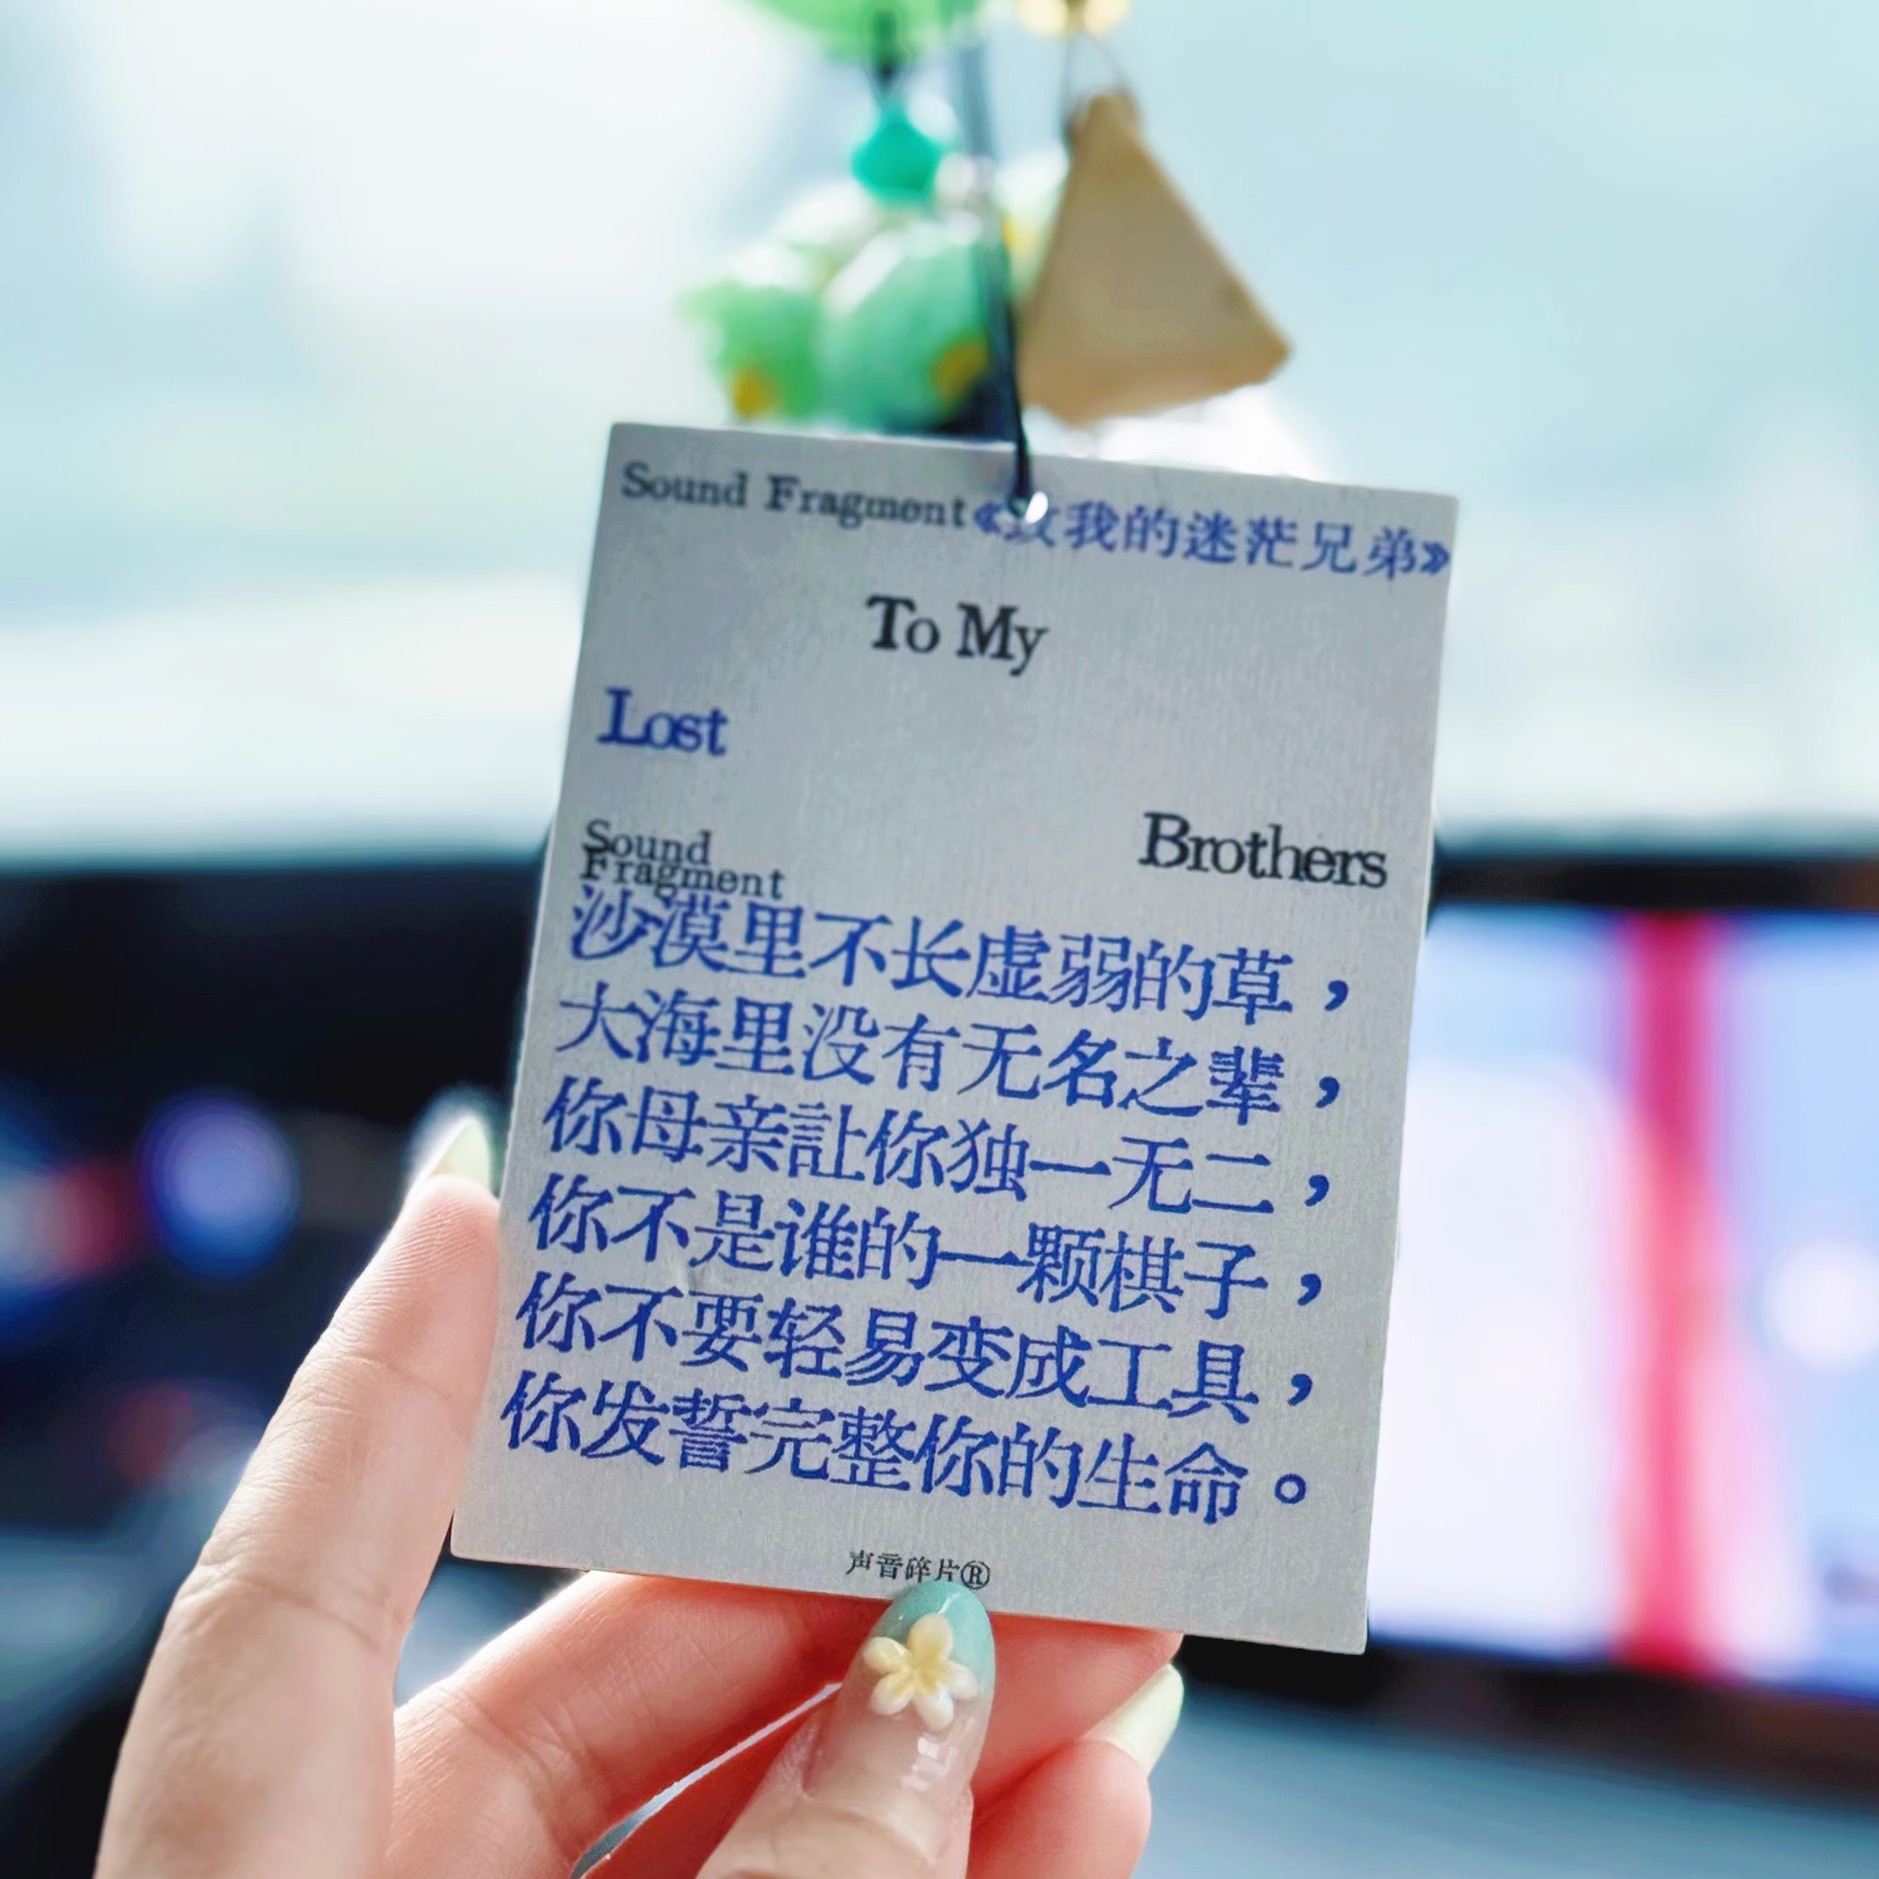 Sound Fragment《致我的迷茫兄弟》
To My
Lost
Brothers
Sound
Fragment
沙漠里不长虚弱的草，
大海里没有无名之辈，
你母亲訁让你独一无二，
你不是谁的一颗棋子，
你不要轻易变成工具，
你发誓完整你的生命。
声音碎片®